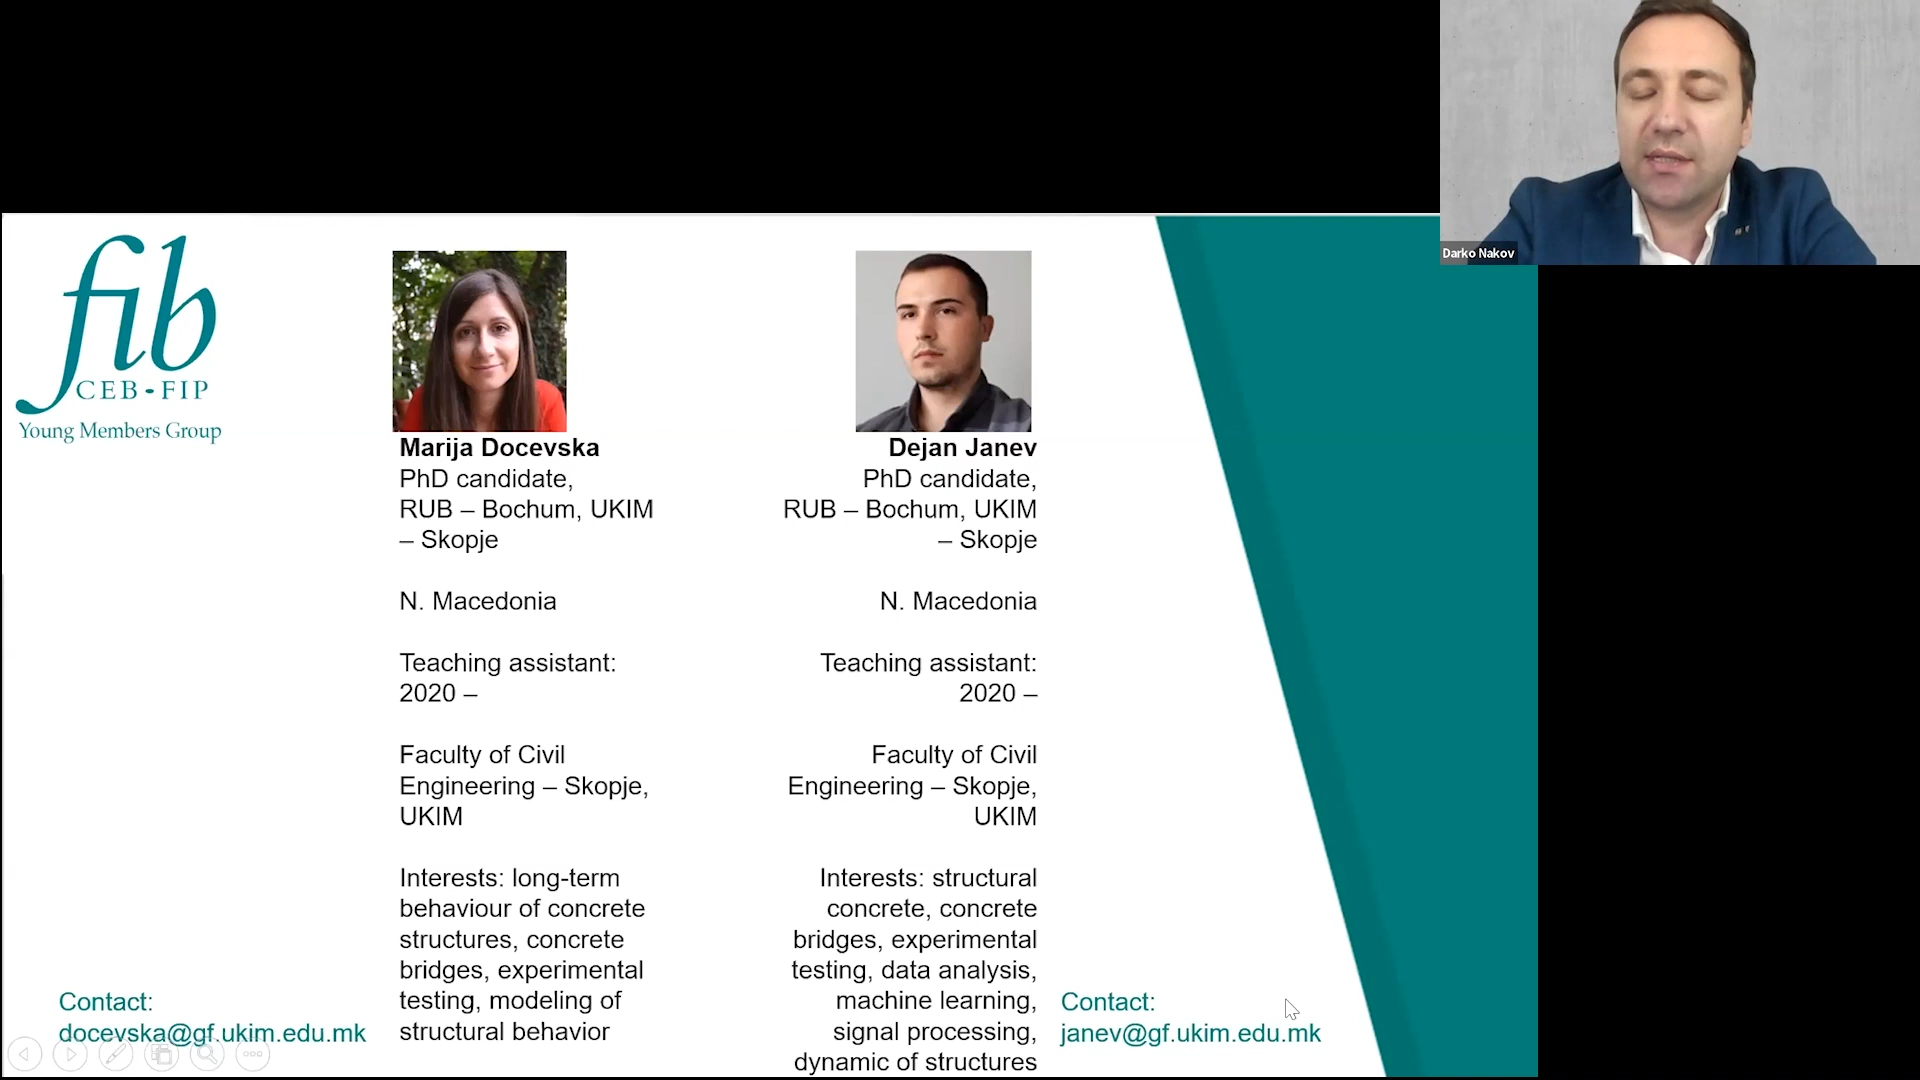 Darko Nakov
fib
CEB-FIP
Young Members Group
Marija Docevska
PhD candidate,
RUB – Bochum, UKIM
– Skopje
N. Macedonia
Teaching assistant:
2020 –
Faculty of Civil
Engineering – Skopje,
UKIM
Interests: long-term
behaviour of concrete
structures, concrete
bridges, experimental
testing, modeling of
structural behavior
Contact:
docevska@gf.ukim.edu.mk
Dejan Janev
PhD candidate,
RUB – Bochum, UKIM
– Skopje
N. Macedonia
Teaching assistant:
2020 –
Faculty of Civil
Engineering – Skopje,
UKIM
Interests: structural
concrete, concrete
bridges, experimental
testing, data analysis,
machine learning,
signal processing,
dynamic of structures
Contact:
janev@gf.ukim.edu.mk